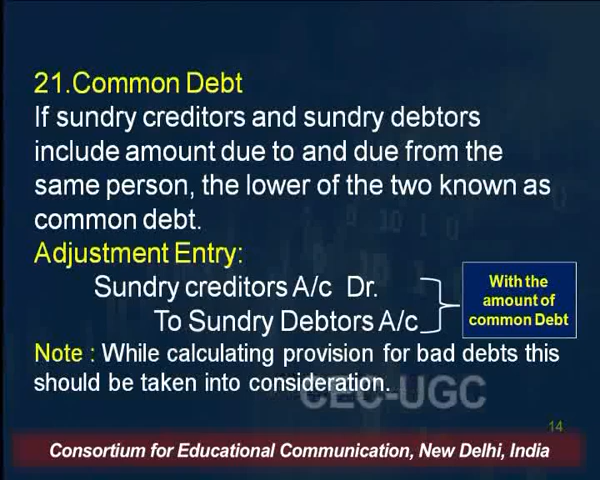 21.Common Debt
If sundry creditors and sundry debtors
include amount due to and due from the
same person, the lower of the two known as
common debt.
Adjustment Entry:
Sundry creditors A/c Dr.
To Sundry Debtors A/c
With the
amount of
common Debt
Note : While calculating provision for bad debts this
should be taken into consideration.
CEC-UGC
14
Consortium for Educational Communication, New Delhi, India